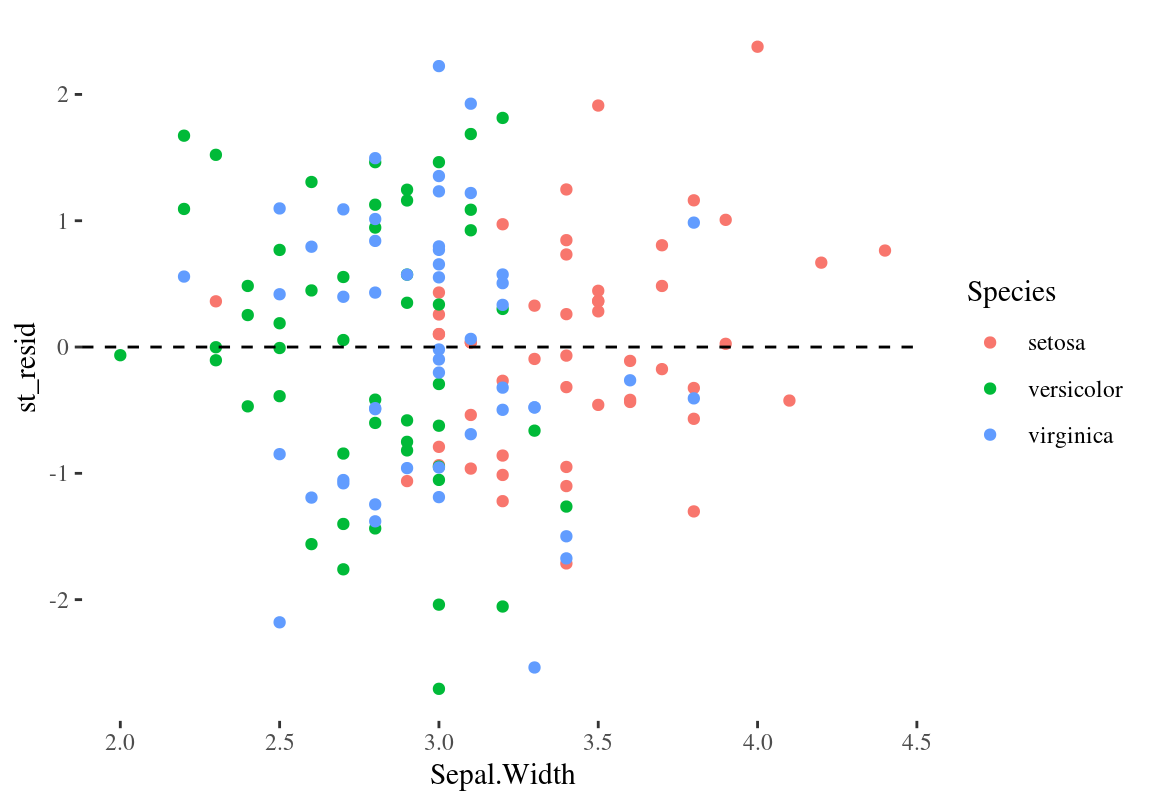 st_resid
2
1
0
-1
-2
2.0 2.5 3.0 3.5 4.0 4.5
Sepal.Width
Species
setosa
versicolor
virginica